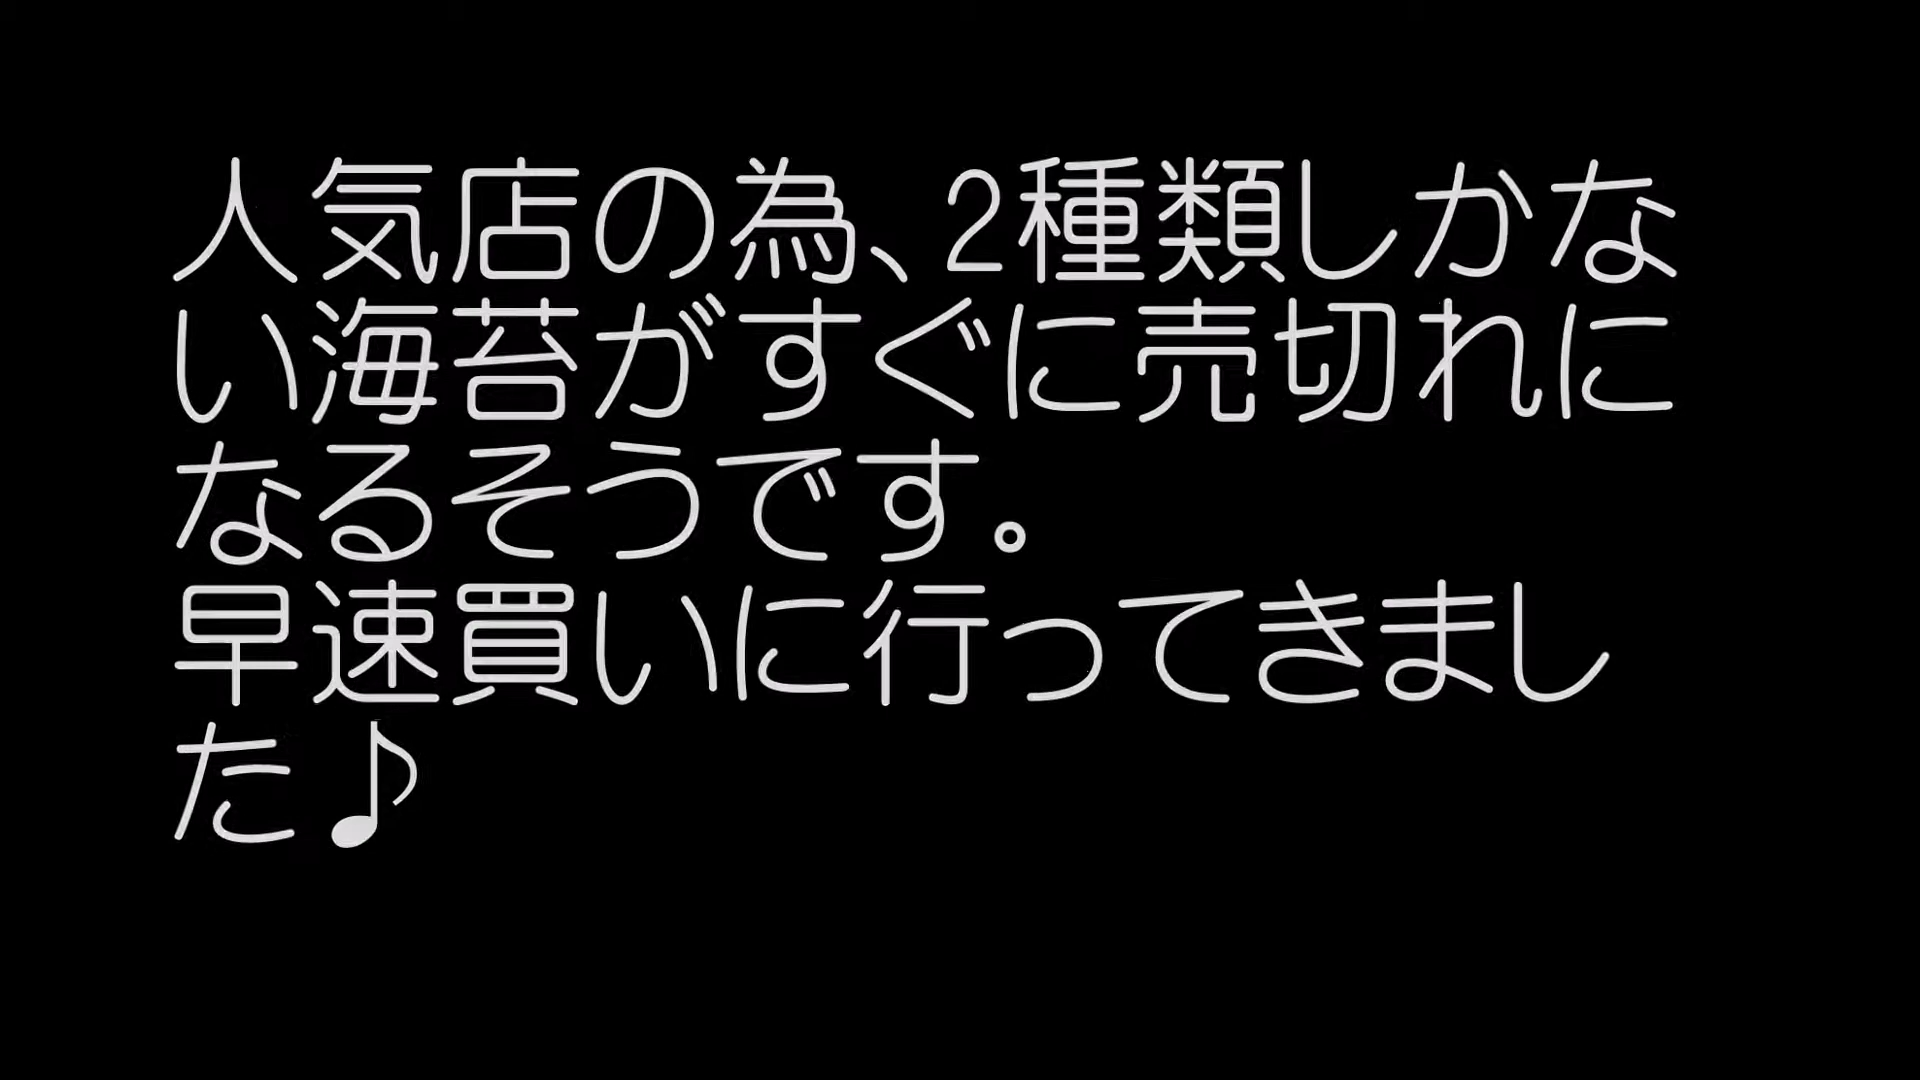 人気店の為、2種類しかな
い海苔がすぐに売切れに
なるそうです。
早速買いに行ってきまし
た♪